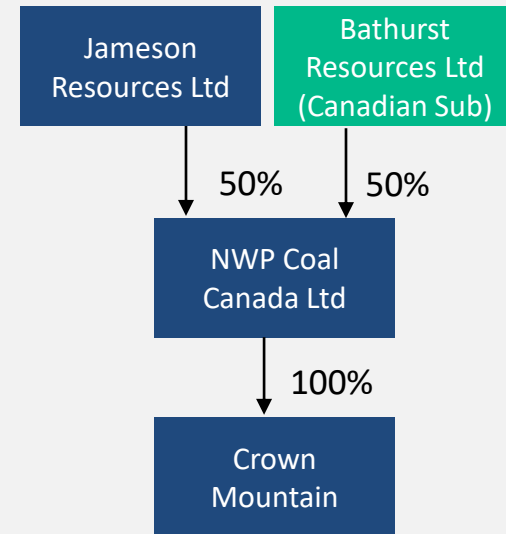 Jameson
Resources Ltd
Bathurst
Resources Ltd
(Canadian Sub)
50%
50%
NWP Coal
Canada Ltd
100%
Crown
Mountain